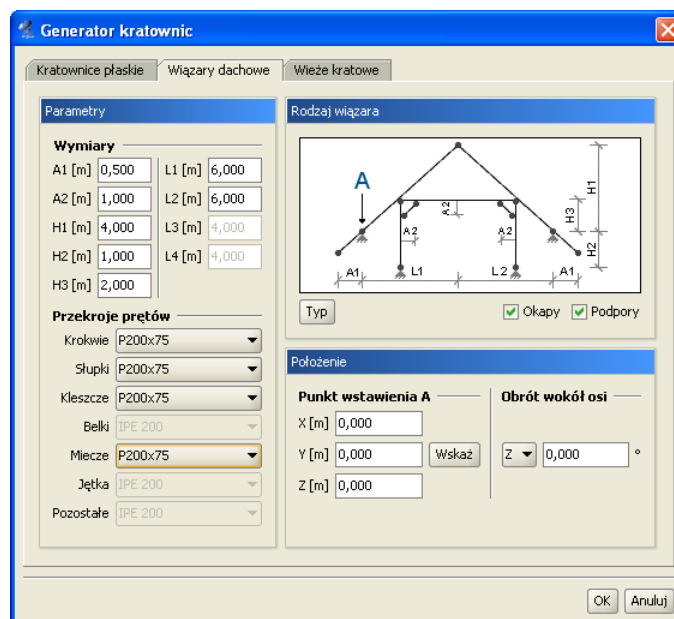 Generator kratownic
Kratownice płaskie Wiązary dachowe Wieże kratowe
Parametry
Wymiary
A1 [m] 0,500 L1 [m] 6,000
A2 [m] 1,000 L2 [m] 6,000
H1 [m] 4,000 L3 [m] 4,000
H2 [m] 1,000 L4 [m] 4,000
H3 [m] 2,000
Przekroje prętów
Krokwie P200x75
Słupki P200x75
Kleszcze P200x75
Belki IPE 200
Miecze P200x75
Jętka IPE 200
Pozostałe IPE 200
Rodzaj wiązara
A
A2
A2 A2
H1
H3
H2
A1 L1 L2 A1
Typ Okapy Podpory
Położenie
Punkt wstawienia A Obrót wokół osi
X [m] 0,000
Y [m] 0,000 Wskaż Z 0,000 °
Z [m] 0,000
OK Anuluj